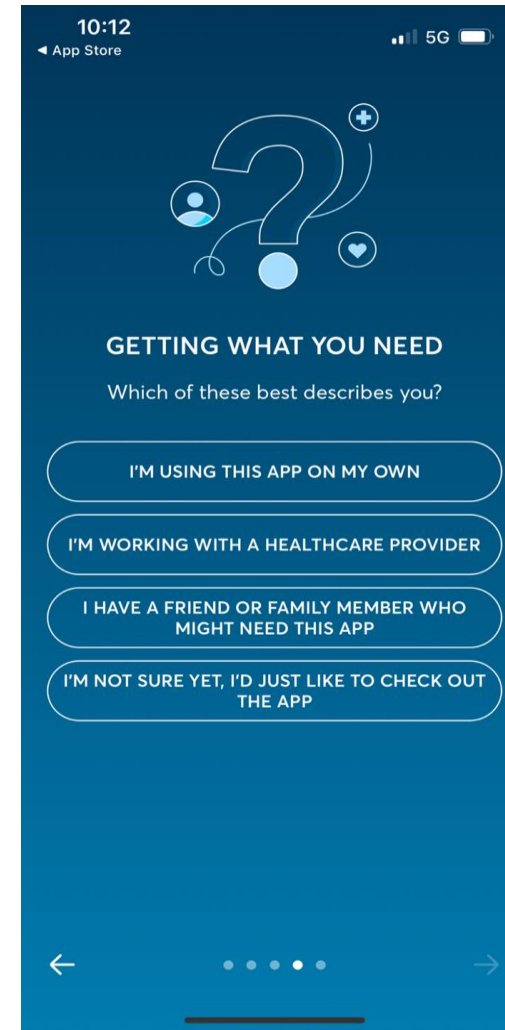 10:12
◀ App Store
5G
GETTING WHAT YOU NEED
Which of these best describes you?
I'M USING THIS APP ON MY OWN
I'M WORKING WITH A HEALTHCARE PROVIDER
I HAVE A FRIEND OR FAMILY MEMBER WHO
MIGHT NEED THIS APP
I'M NOT SURE YET, I'D JUST LIKE TO CHECK OUT
THE APP